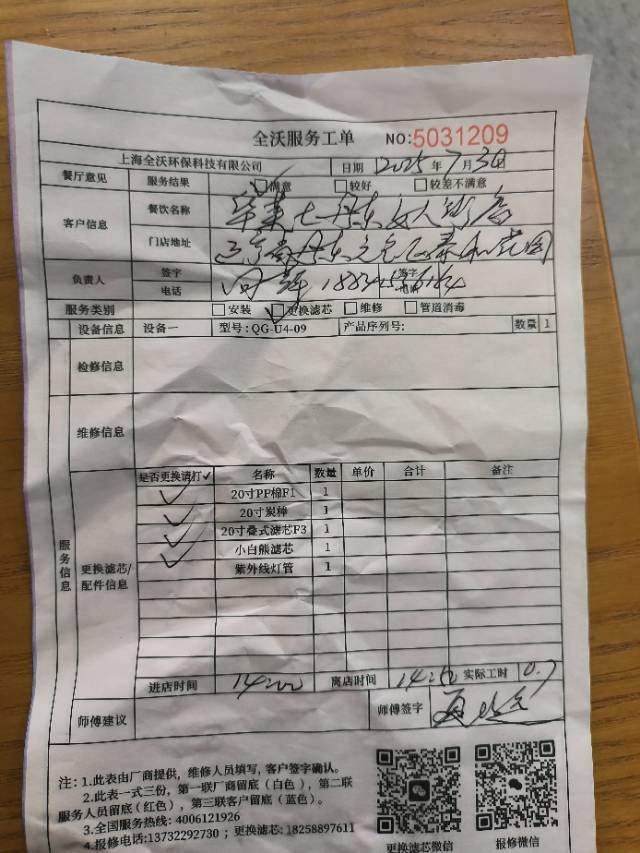 全沃服务工单 NO:5031209
上海全沃环保科技有限公司 日期 2025年7月3日
餐厅意见 服务结果 ☑满意 □较好 □较差不满意
客户信息 餐饮名称
门店地址
负责人 签字 签字
电话 电话
服务类别 □安装 ☑更换滤芯 □维修 □管道消毒
设备信息 设备一 型号: QG-U4-09 产品序列号: 数量 1
检修信息
维修信息
服务信息
更换滤芯/配件信息
是否更换请打✓ 名称 数量 单价 合计 备注
✓ 20寸PP棉F1 1
✓ 20寸炭棒 1
✓ 20寸叠式滤芯F3 1
✓ 小白熊滤芯 1
紫外线灯管 1
进店时间 14:00 离店时间 实际工时 0.7
师傅建议 师傅签字
注: 1.此表由厂商提供, 维修人员填写, 客户签字确认。
2.此表一式三份, 第一联厂商留底(白色), 第二联
服务人员留底(红色), 第三联客户留底(蓝色)。
3.全国服务热线: 4006121926
4.报修电话:13732292730; 更换滤芯: 18258897611
更换滤芯微信 报修微信